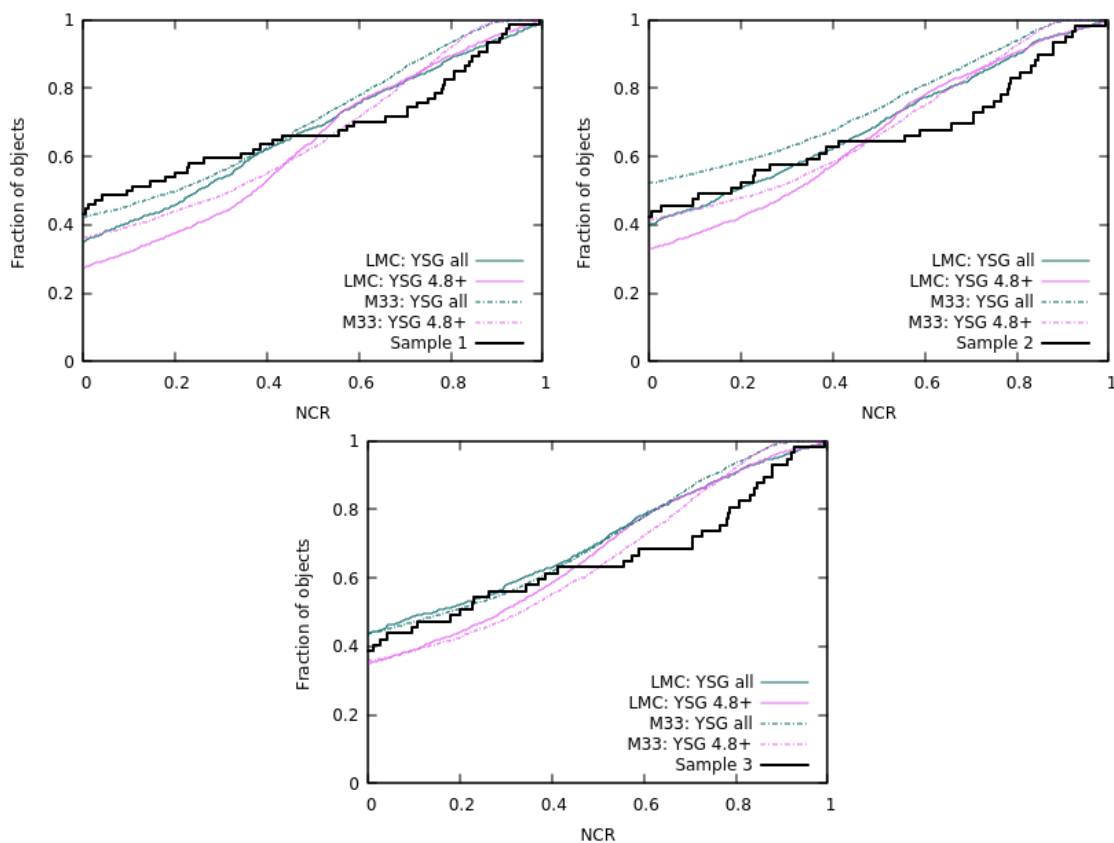 1
0.8
0.6
0.4
0.2
0
Fraction of objects
LMC: YSG all
LMC: YSG 4.8+
M33: YSG all
M33: YSG 4.8+
Sample 1
0 0.2 0.4 0.6 0.8 1
NCR
1
0.8
0.6
0.4
0.2
0
Fraction of objects
LMC: YSG all
LMC: YSG 4.8+
M33: YSG all
M33: YSG 4.8+
Sample 2
0 0.2 0.4 0.6 0.8 1
NCR
1
0.8
0.6
0.4
0.2
0
Fraction of objects
LMC: YSG all
LMC: YSG 4.8+
M33: YSG all
M33: YSG 4.8+
Sample 3
0 0.2 0.4 0.6 0.8 1
NCR